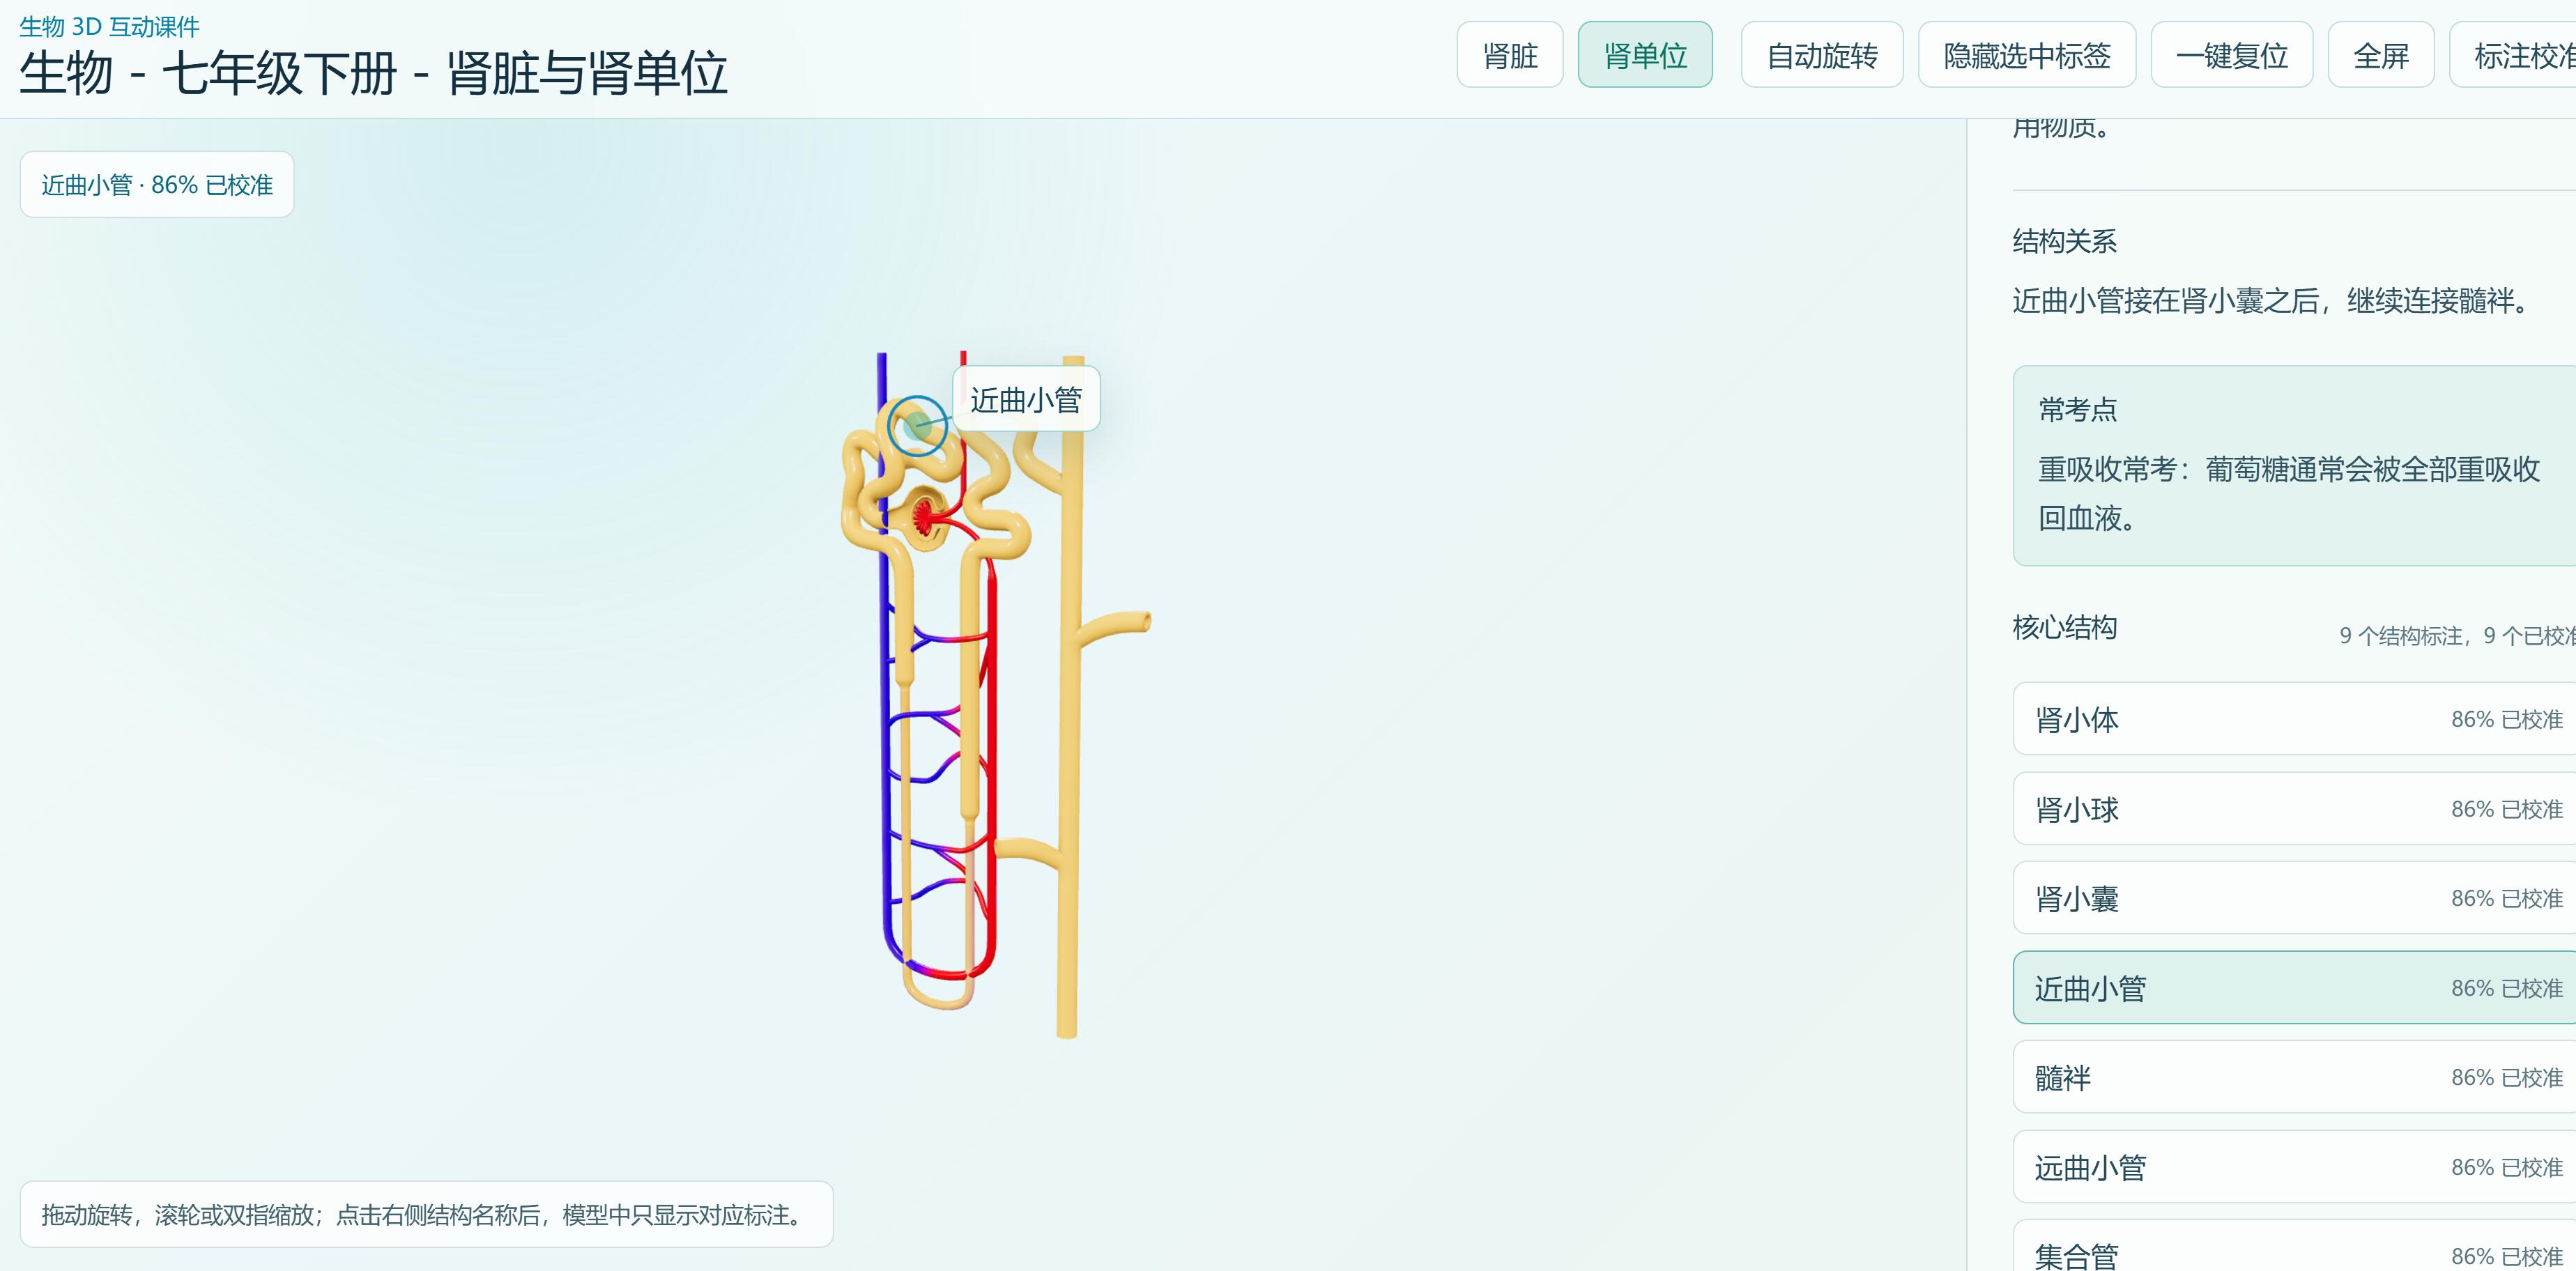 生物 3D 互动课件
生物 - 七年级下册 - 肾脏与肾单位
肾脏
肾单位
自动旋转
隐藏选中标签
一键复位
全屏
标注校准
近曲小管 · 86% 已校准
近曲小管
拖动旋转，滚轮或双指缩放；点击右侧结构名称后，模型中只显示对应标注。
用物质。
结构关系
近曲小管接在肾小囊之后，继续连接髓袢。
常考点
重吸收常考：葡萄糖通常会被全部重吸收
回血液。
核心结构
9 个结构标注，9 个已校准
肾小体 86% 已校准
肾小球 86% 已校准
肾小囊 86% 已校准
近曲小管 86% 已校准
髓袢 86% 已校准
远曲小管 86% 已校准
集合管 86% 已校准